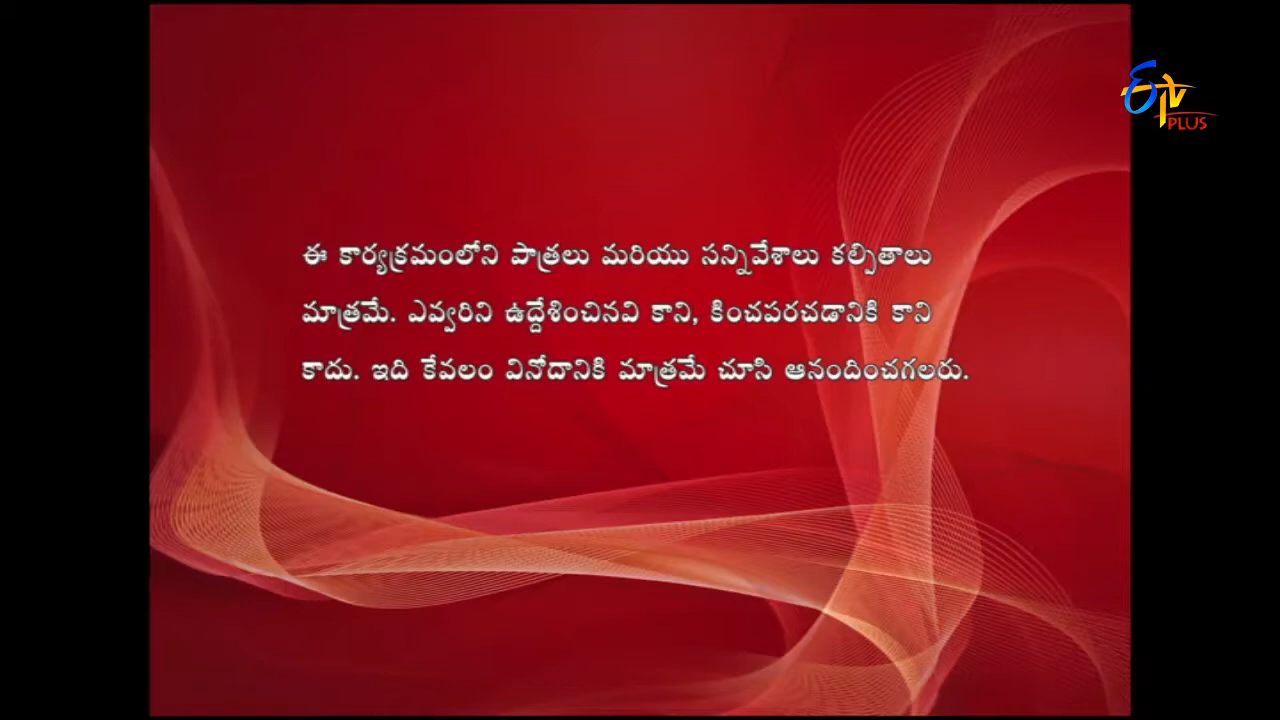 ETV
PLUS
ఈ కార్యక్రమంలోని పాత్రలు మరియు సన్నివేశాలు కల్పితాలు
మాత్రమే. ఎవ్వరిని ఉద్దేశించినవి కాని, కించపరచడానికి కాని
కాదు. ఇది కేవలం వినోదానికి మాత్రమే చూసి ఆనందించగలరు.